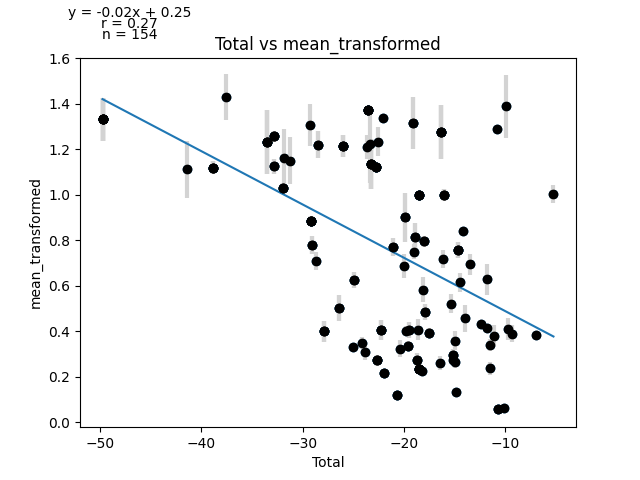 y = -0.02x + 0.25
r = 0.27
n = 154
Total vs mean_transformed
1.6
1.4
1.2
1.0
0.8
0.6
0.4
0.2
0.0
mean_transformed
−50
−40
−30
−20
−10
Total